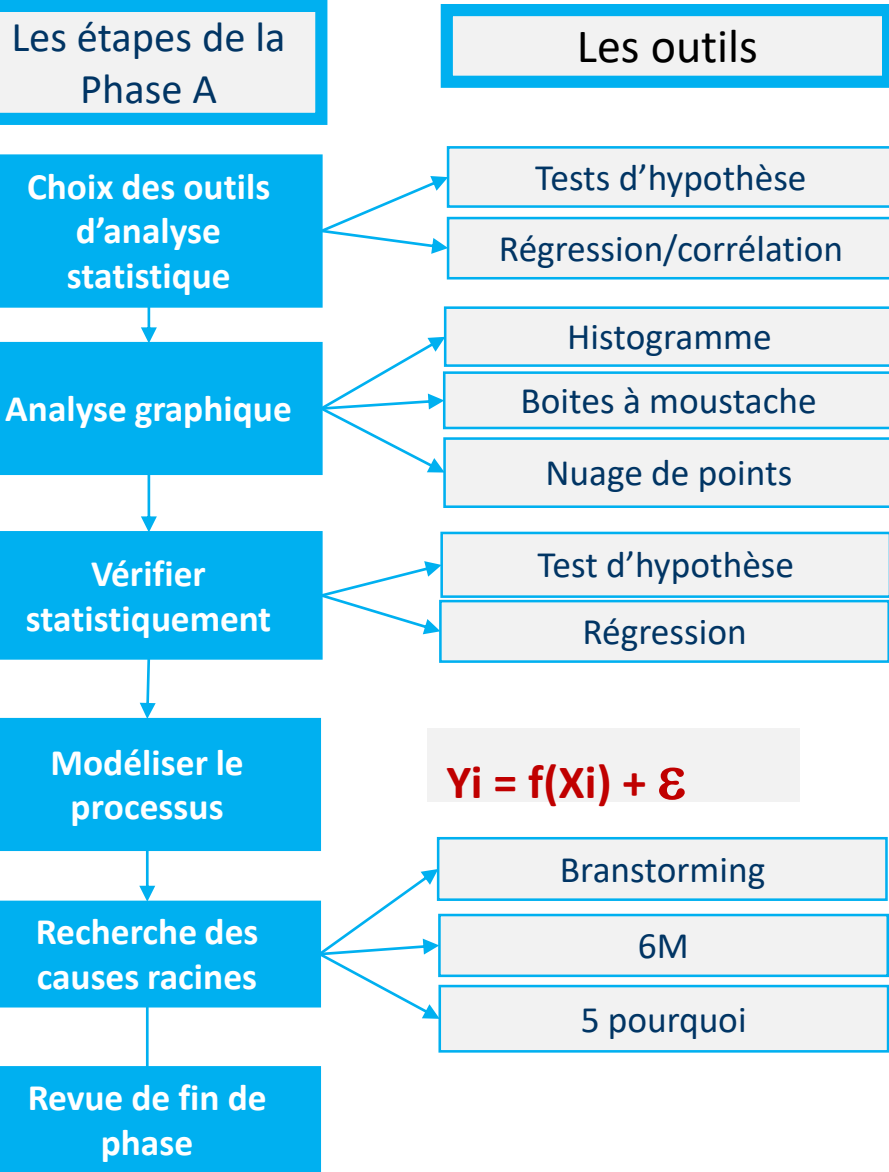 Les étapes de la
Phase A
Les outils
Choix des outils
d’analyse
statistique
Tests d’hypothèse
Régression/corrélation
Analyse graphique
Histogramme
Boites à moustache
Nuage de points
Vérifier
statistiquement
Test d’hypothèse
Régression
Modéliser le
processus
Yi = f(Xi) + ε
Recherche des
causes racines
Branstorming
6M
5 pourquoi
Revue de fin de
phase